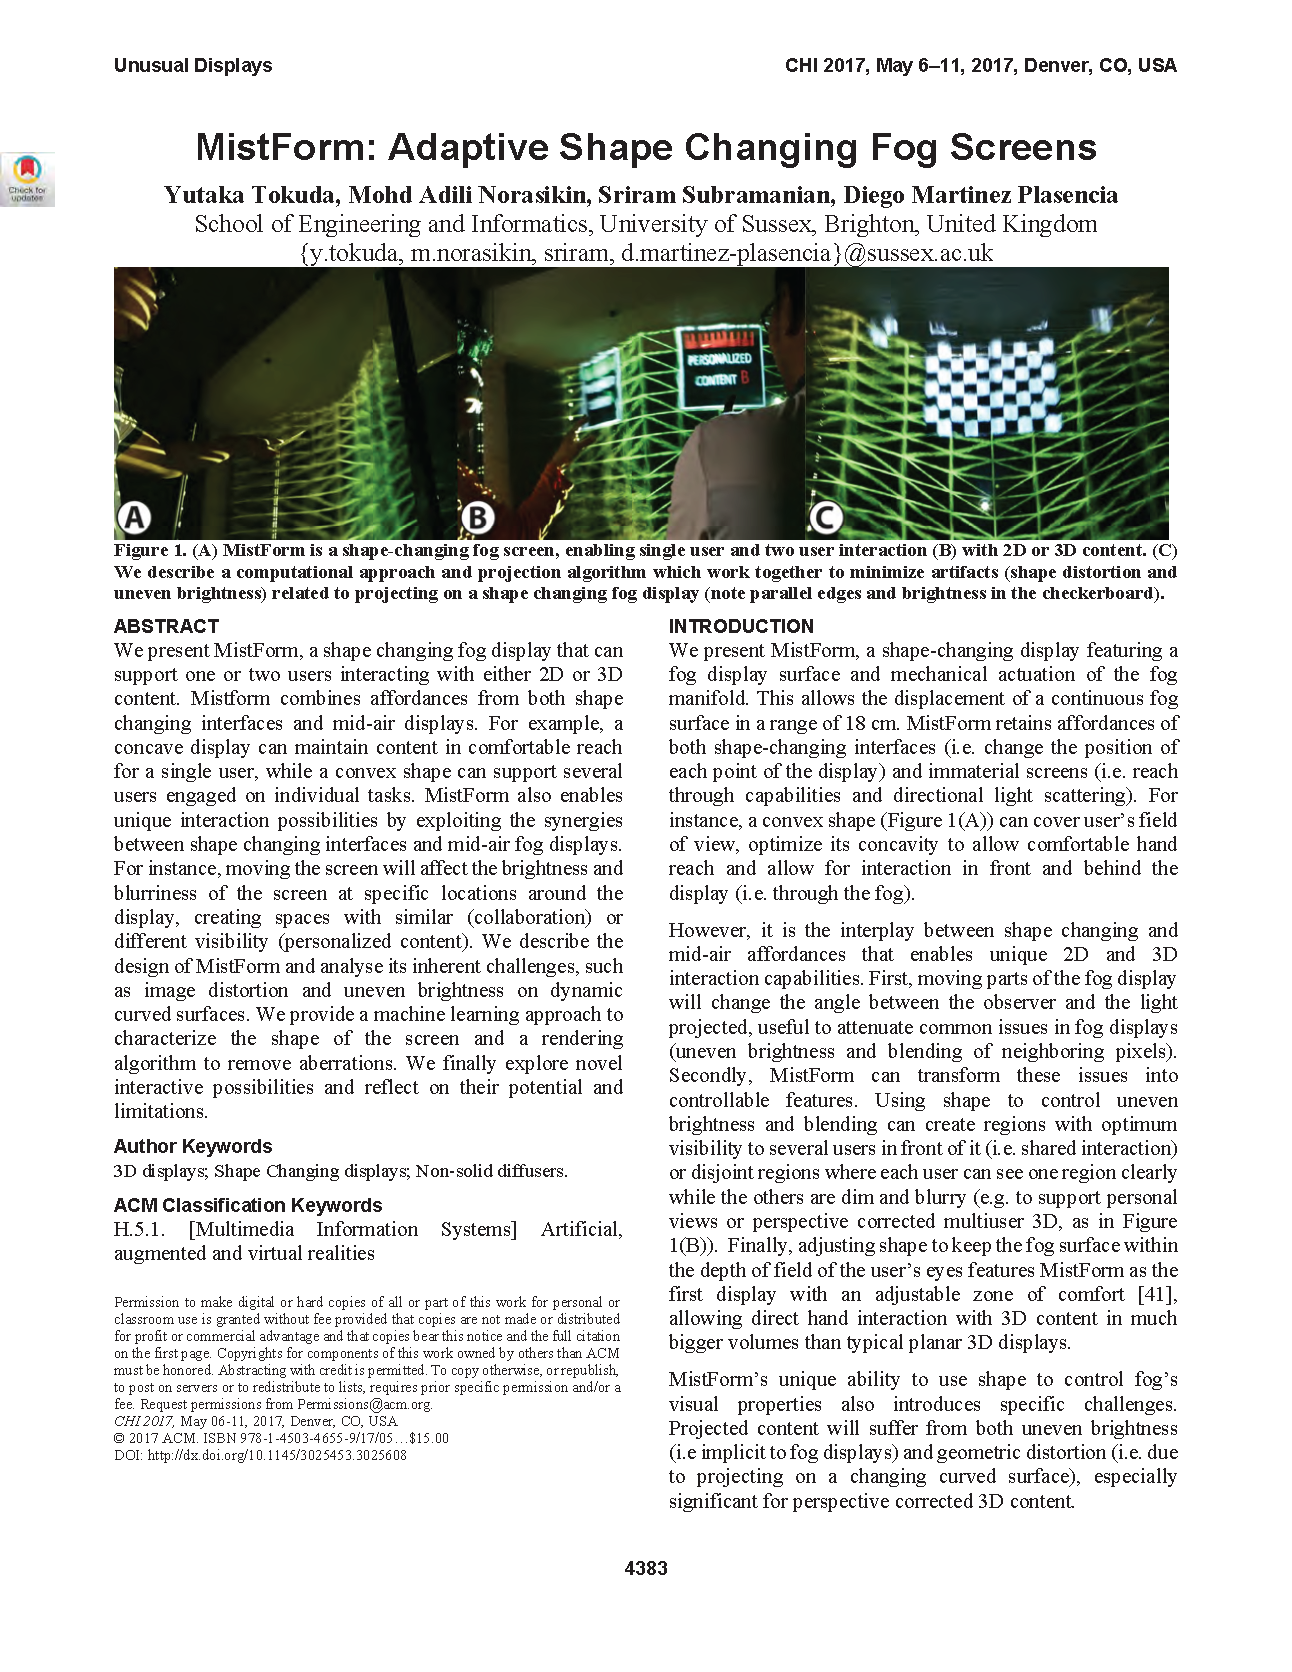 Unusual Displays
CHI 2017, May 6–11, 2017, Denver, CO, USA
Check for
updates
MistForm: Adaptive Shape Changing Fog Screens
Yutaka Tokuda, Mohd Adili Norasikin, Sriram Subramanian, Diego Martinez Plasencia
School of Engineering and Informatics, University of Sussex, Brighton, United Kingdom
{y.tokuda, m.norasikin, sriram, d.martinez-plasencia}@sussex.ac.uk
PERSONALIZED
CONTENT B
A
B
C
Figure 1. (A) MistForm is a shape-changing fog screen, enabling single user and two user interaction (B) with 2D or 3D content. (C)
We describe a computational approach and projection algorithm which work together to minimize artifacts (shape distortion and
uneven brightness) related to projecting on a shape changing fog display (note parallel edges and brightness in the checkerboard).
ABSTRACT
We present MistForm, a shape changing fog display that can
support one or two users interacting with either 2D or 3D
content. Mistform combines affordances from both shape
changing interfaces and mid-air displays. For example, a
concave display can maintain content in comfortable reach
for a single user, while a convex shape can support several
users engaged on individual tasks. MistForm also enables
unique interaction possibilities by exploiting the synergies
between shape changing interfaces and mid-air fog displays.
For instance, moving the screen will affect the brightness and
blurriness of the screen at specific locations around the
display, creating spaces with similar (collaboration) or
different visibility (personalized content). We describe the
design of MistForm and analyse its inherent challenges, such
as image distortion and uneven brightness on dynamic
curved surfaces. We provide a machine learning approach to
characterize the shape of the screen and a rendering
algorithm to remove aberrations. We finally explore novel
interactive possibilities and reflect on their potential and
limitations.
Author Keywords
3D displays; Shape Changing displays; Non-solid diffusers.
ACM Classification Keywords
H.5.1. [Multimedia Information Systems] Artificial,
augmented and virtual realities
Permission to make digital or hard copies of all or part of this work for personal or
classroom use is granted without fee provided that copies are not made or distributed
for profit or commercial advantage and that copies bear this notice and the full citation
on the first page. Copyrights for components of this work owned by others than ACM
must be honored. Abstracting with credit is permitted. To copy otherwise, or republish,
to post on servers or to redistribute to lists, requires prior specific permission and/or a
fee. Request permissions from Permissions@acm.org.
CHI 2017, May 06-11, 2017, Denver, CO, USA
© 2017 ACM. ISBN 978-1-4503-4655-9/17/05…$15.00
DOI: http://dx.doi.org/10.1145/3025453.3025608
INTRODUCTION
We present MistForm, a shape-changing display featuring a
fog display surface and mechanical actuation of the fog
manifold. This allows the displacement of a continuous fog
surface in a range of 18 cm. MistForm retains affordances of
both shape-changing interfaces (i.e. change the position of
each point of the display) and immaterial screens (i.e. reach
through capabilities and directional light scattering). For
instance, a convex shape (Figure 1(A)) can cover user’s field
of view, optimize its concavity to allow comfortable hand
reach and allow for interaction in front and behind the
display (i.e. through the fog).
However, it is the interplay between shape changing and
mid-air affordances that enables unique 2D and 3D
interaction capabilities. First, moving parts of the fog display
will change the angle between the observer and the light
projected, useful to attenuate common issues in fog displays
(uneven brightness and blending of neighboring pixels).
Secondly, MistForm can transform these issues into
controllable features. Using shape to control uneven
brightness and blending can create regions with optimum
visibility to several users in front of it (i.e. shared interaction)
or disjoint regions where each user can see one region clearly
while the others are dim and blurry (e.g. to support personal
views or perspective corrected multiuser 3D, as in Figure
1(B)). Finally, adjusting shape to keep the fog surface within
the depth of field of the user’s eyes features MistForm as the
first display with an adjustable zone of comfort [41],
allowing direct hand interaction with 3D content in much
bigger volumes than typical planar 3D displays.
MistForm’s unique ability to use shape to control fog’s
visual properties also introduces specific challenges.
Projected content will suffer from both uneven brightness
(i.e implicit to fog displays) and geometric distortion (i.e. due
to projecting on a changing curved surface), especially
significant for perspective corrected 3D content.
4383